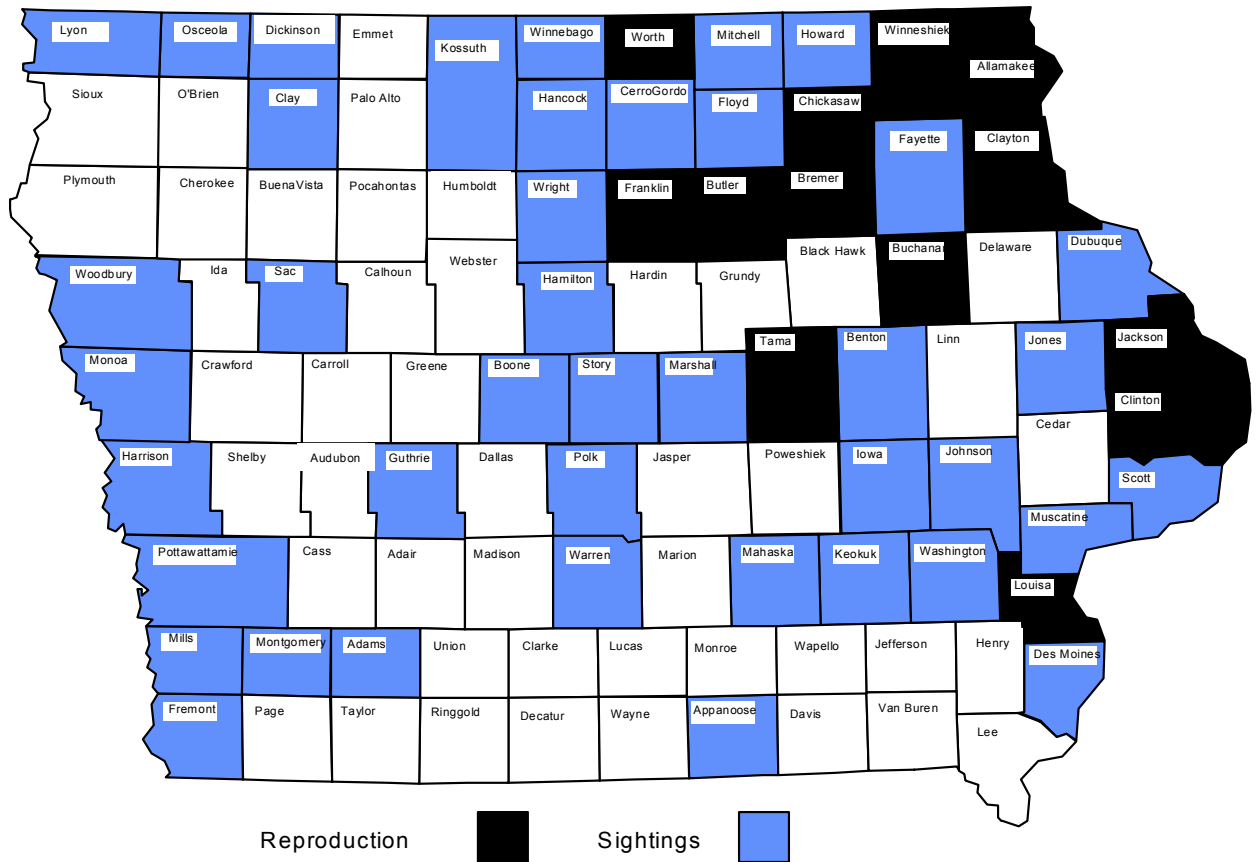 Lyon Osceola Dickinson Emmet Kossuth Winnebago Worth Mitchell Howard Winneshiek Allamakee
Sioux O'Brien Clay Palo Alto Hancock CerroGordo Floyd Chickasaw Fayette Clayton
Plymouth Cherokee BuenaVista Pocahontas Humboldt Wright Franklin Butler Bremer
Woodbury Ida Sac Calhoun Webster Hamilton Hardin Grundy Black Hawk Buchanan Delaware Dubuque
Monoa Crawford Carroll Greene Boone Story Marshall Tama Benton Linn Jones Jackson
Clinton
Harrison Shelby Audubon Guthrie Dallas Polk Jasper Poweshiek Iowa Johnson Cedar Scott
Muscatine
Pottawattamie Cass Adair Madison Warren Marion Mahaska Keokuk Washington Louisa
Mills Montgomery Adams Union Clarke Lucas Monroe Wapello Jefferson Henry Des Moines
Fremont Page Taylor Ringgold Decatur Wayne Appanoose Davis Van Buren Lee
Reproduction Sightings